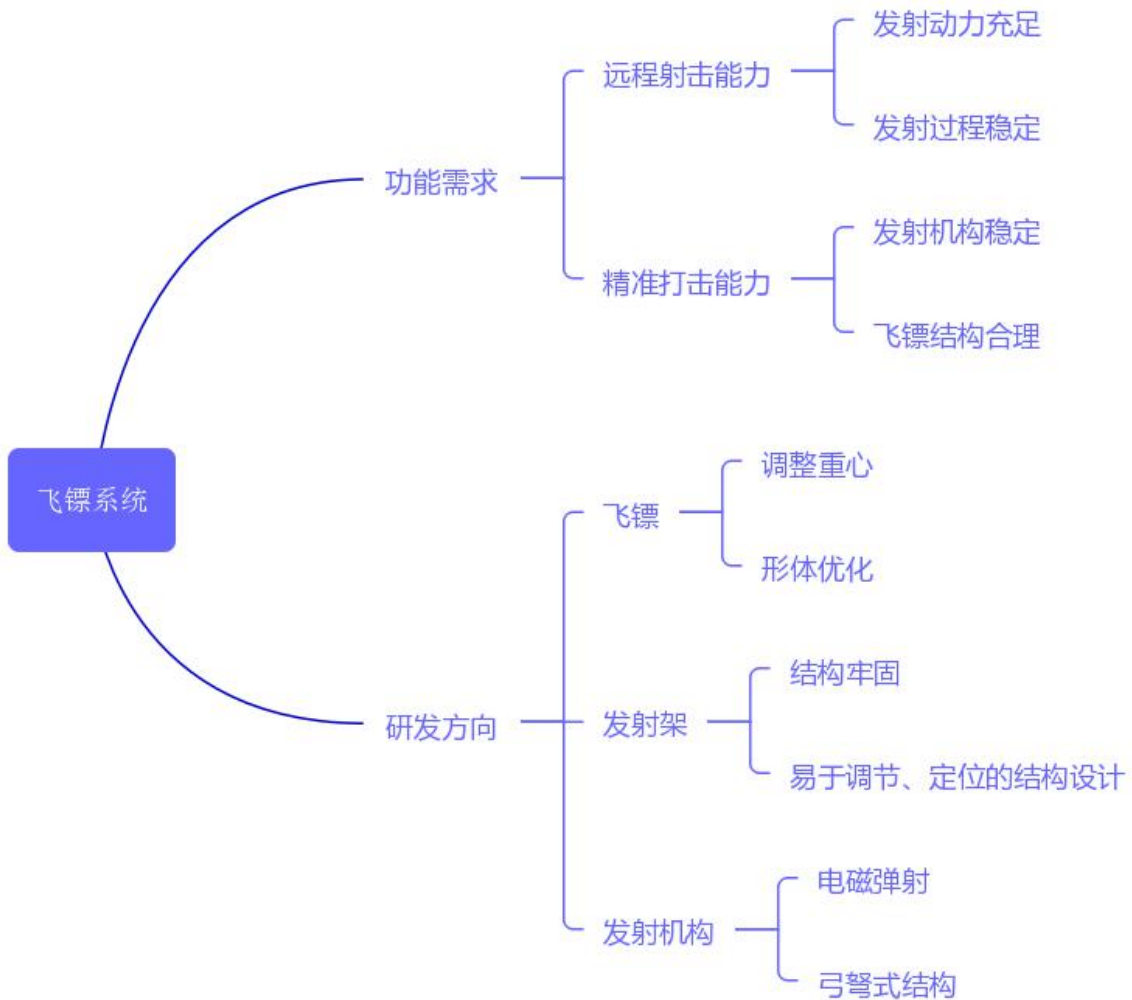 飞镖系统
功能需求
远程射击能力
发射动力充足
发射过程稳定
精准打击能力
发射机构稳定
飞镖结构合理
研发方向
飞镖
调整重心
形体优化
发射架
结构牢固
易于调节、定位的结构设计
发射机构
电磁弹射
弓弩式结构